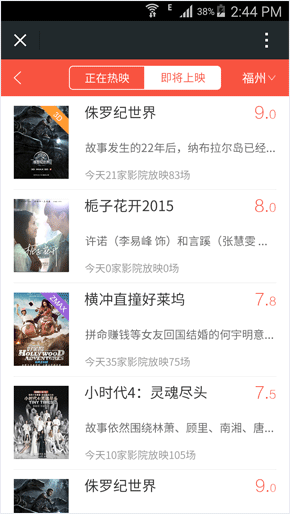 E 38% 2:44 PM
正在热映 即将上映 福州
3D
侏罗纪世界 9.0
故事发生的22年后，纳布拉尔岛已经...
今天21家影院放映83场
栀子花开2015 8.0
许诺（李易峰 饰）和言蹊（张慧雯 ...
今天0家影院放映0场
ZMAX
横冲直撞好莱坞 7.8
HOLLYWOOD
ADVENTURES
拼命赚钱等女友回国结婚的何宇明意...
今天35家影院放映75场
小时代4：灵魂尽头 7.5
TINY TIMES
故事依然围绕林萧、顾里、南湘、唐...
今天10家影院放映105场
侏罗纪世界 9.0